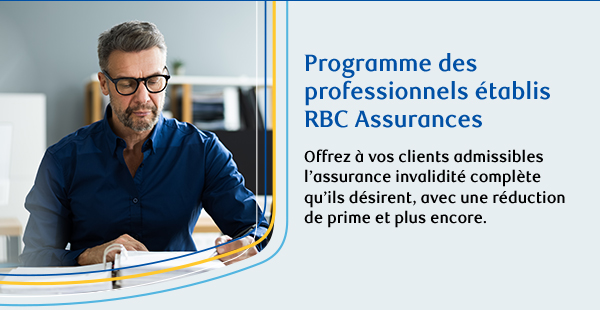 Programme des
professionnels établis
RBC Assurances
Offrez à vos clients admissibles
l’assurance invalidité complète
qu’ils désirent, avec une réduction
de prime et plus encore.